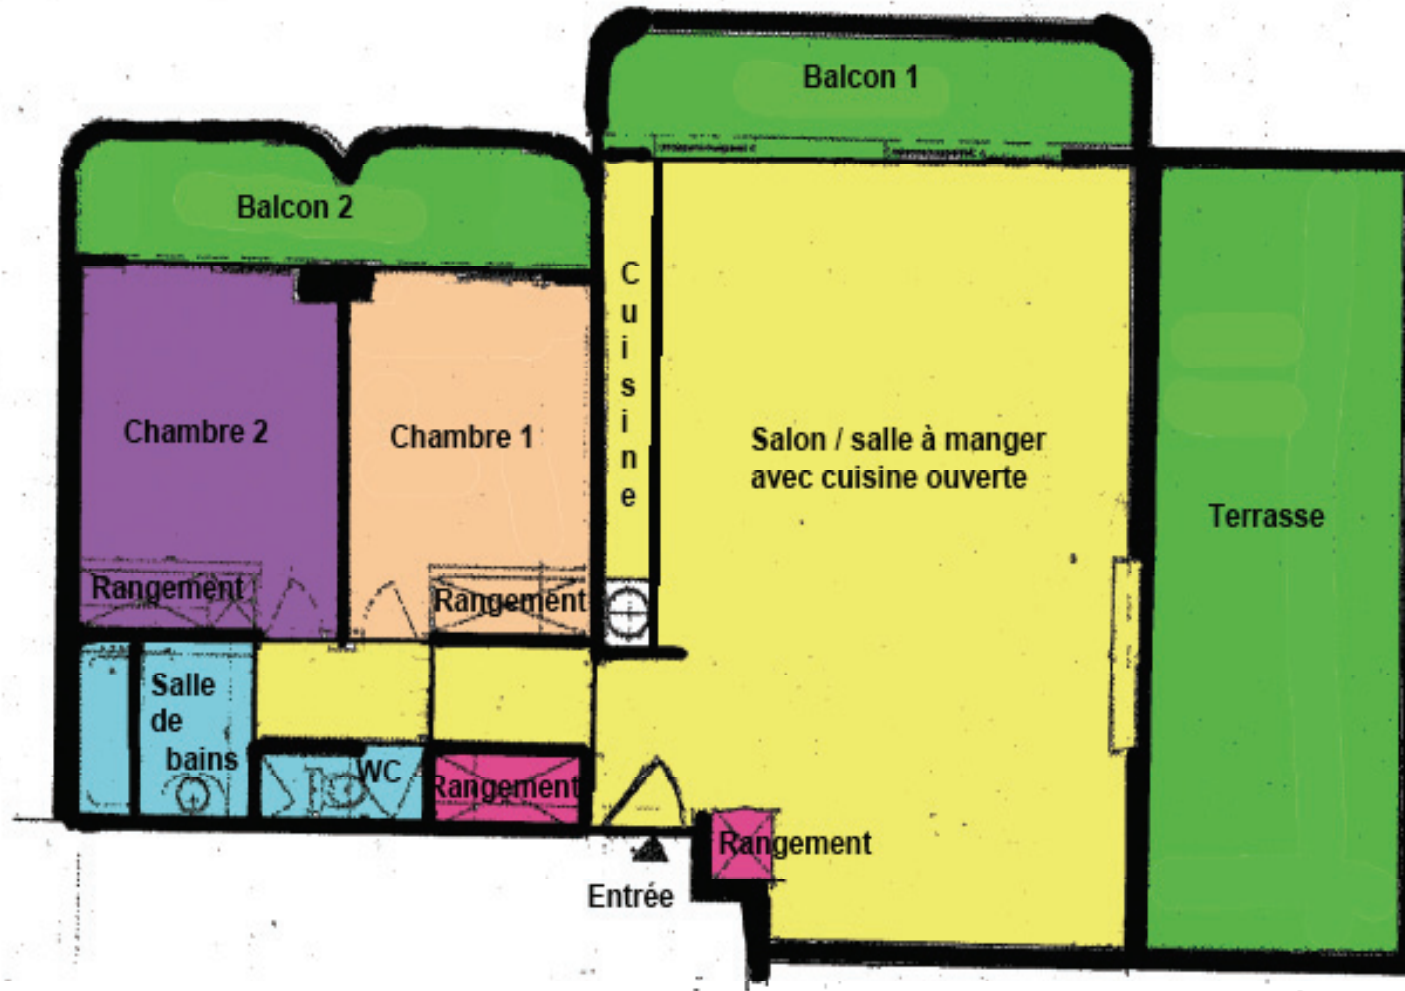 Balcon 1
Balcon 2
Cuisine
Chambre 2
Chambre 1
Salon / salle à manger
avec cuisine ouverte
Terrasse
Rangement
Rangement
Salle
de
bains
WC
Rangement
Rangement
Entrée